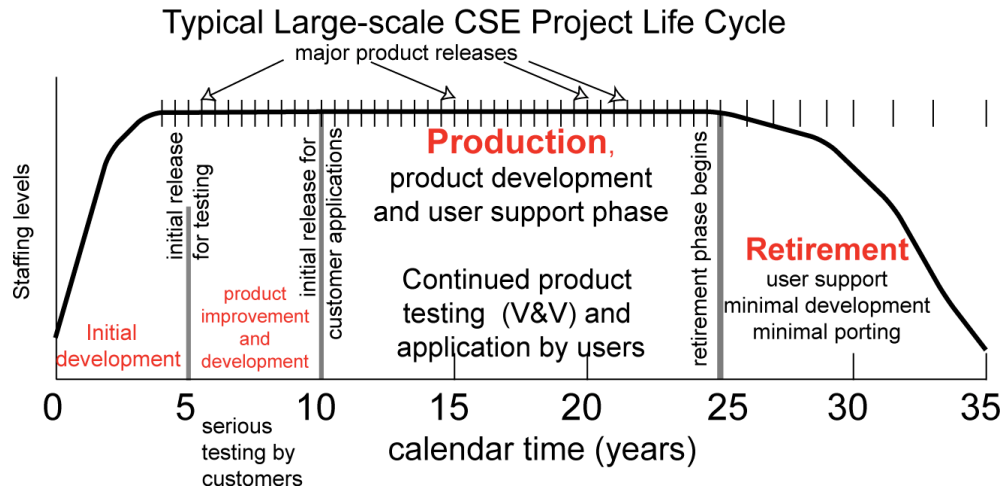 Typical Large-scale CSE Project Life Cycle
major product releases
Staffing levels
Initial
development
initial release
for testing
product
improvement
and
development
initial release for
customer applications
Production,
product development
and user support phase
Continued product
testing (V&V) and
application by users
retirement phase begins
Retirement
user support
minimal development
minimal porting
0 5 10 15 20 25 30 35
serious
testing by
customers
calendar time (years)